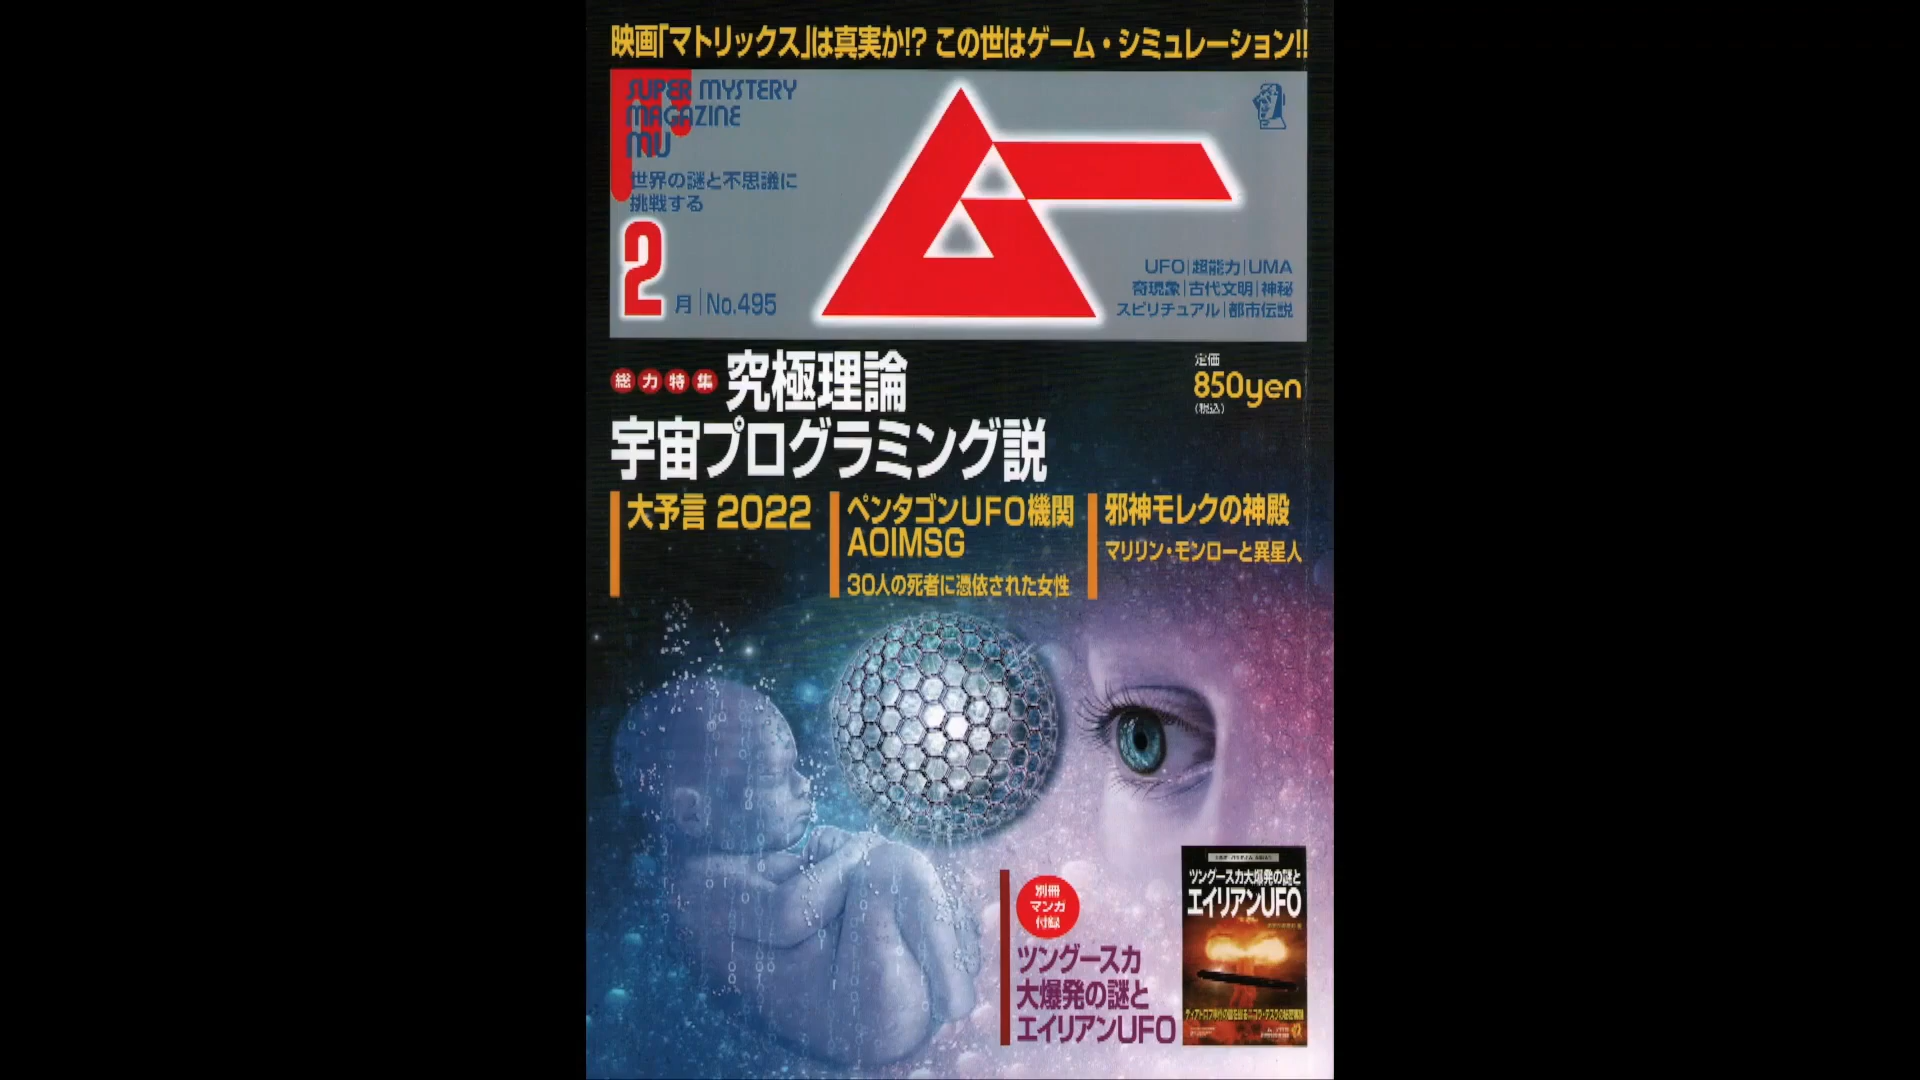 映画「マトリックス」は真実か!? この世はゲーム・シミュレーション!!
SUPER MYSTERY
MAGAZINE
MU
世界の謎と不思議に
挑戦する
2月 No.495
ムー
UFO|超能力|UMA
奇現象|古代文明|神秘
スピリチュアル|都市伝説
定価
850yen
(税込)
総力特集 究極理論
宇宙プログラミング説
大予言 2022
ペンタゴンUFO機関
AOIMSG
30人の死者に憑依された女性
邪神モレクの神殿
マリリン・モンローと異星人
別冊
マンガ
付録
ツングースカ
大爆発の謎と
エイリアンUFO
ツングースカ大爆発の謎と
エイリアンUFO